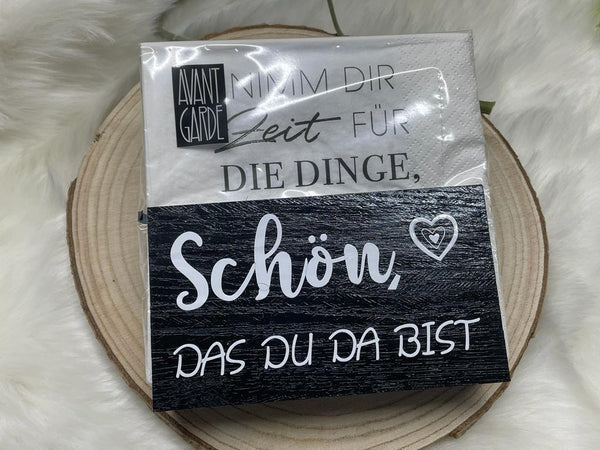 AVANT
GARDE
NIMM DIR
Zeit FÜR
DIE DINGE,
Schön,
DAS DU DA BIST